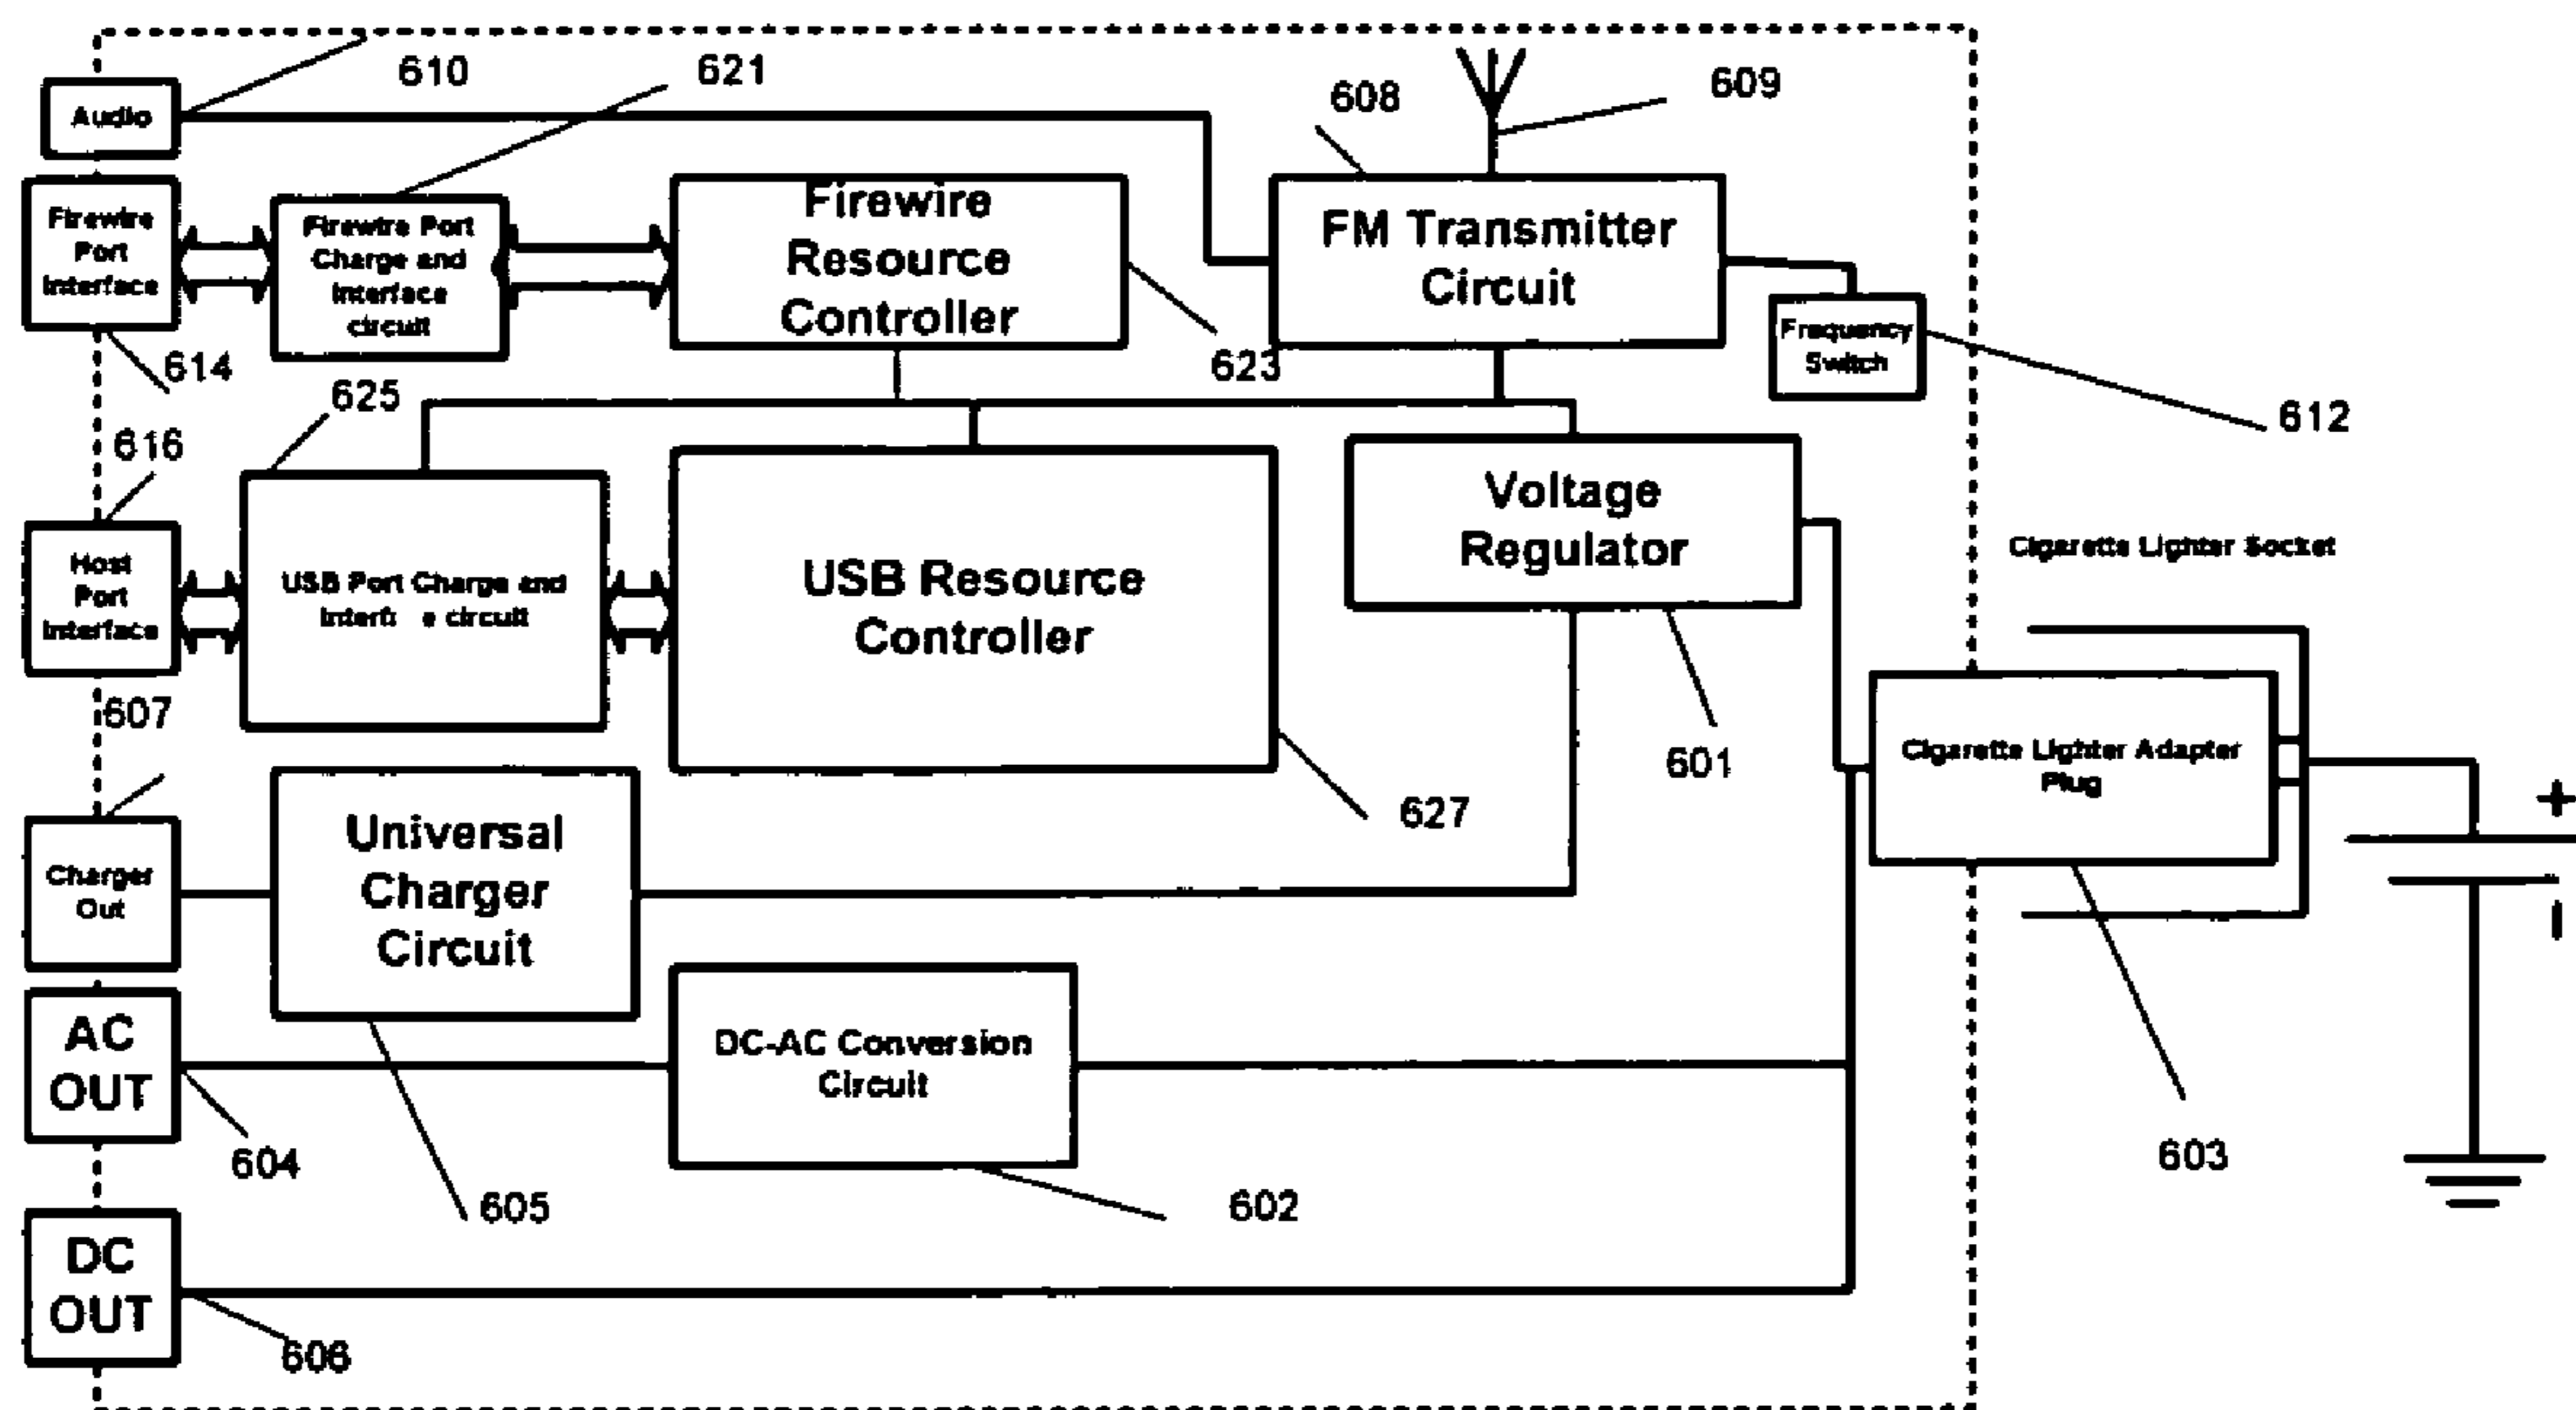 610
621
608
609
Audio
Firewire
Port
Interface
Firewire Port
Charge and
Interface
circuit
Firewire
Resource
Controller
FM Transmitter
Circuit
Frequency
Switch
614
623
612
625
616
Host
Port
Interface
USB Port Charge and
circuit
USB Resource
Controller
Voltage
Regulator
Cigarette Lighter Socket
607
601
627
Cigarette Lighter Adapter
Plug
+
-
Charger
Out
Universal
Charger
Circuit
AC
OUT
DC-AC Conversion
Circuit
604
605
602
603
DC
OUT
606